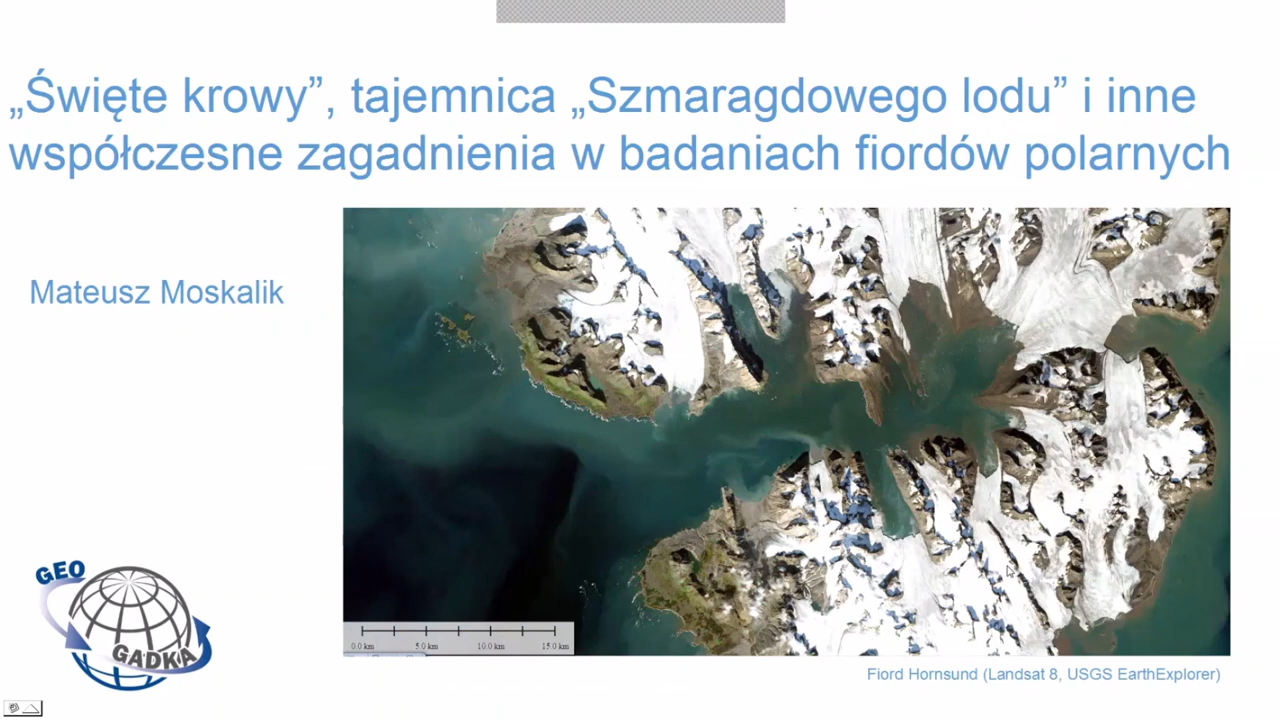 „Święte krowy”, tajemnica „Szmaragdowego lodu” i inne
współczesne zagadnienia w badaniach fiordów polarnych
Mateusz Moskalik
GEO
GADKA
0.0 km 5.0 km 10.0 km 15.0 km
Fiord Hornsund (Landsat 8, USGS EarthExplorer)